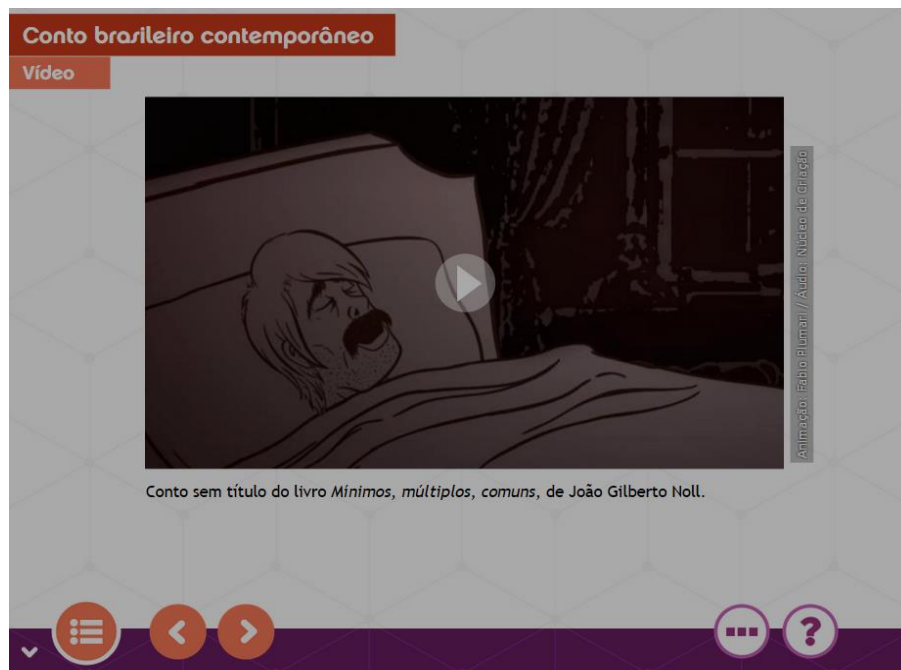 Conto brasileiro contemporâneo
Vídeo
Animação: Fabio Plumari / Áudio: Núcleo de Criação
Conto sem título do livro Mínimos, múltiplos, comuns, de João Gilberto Noll.
?